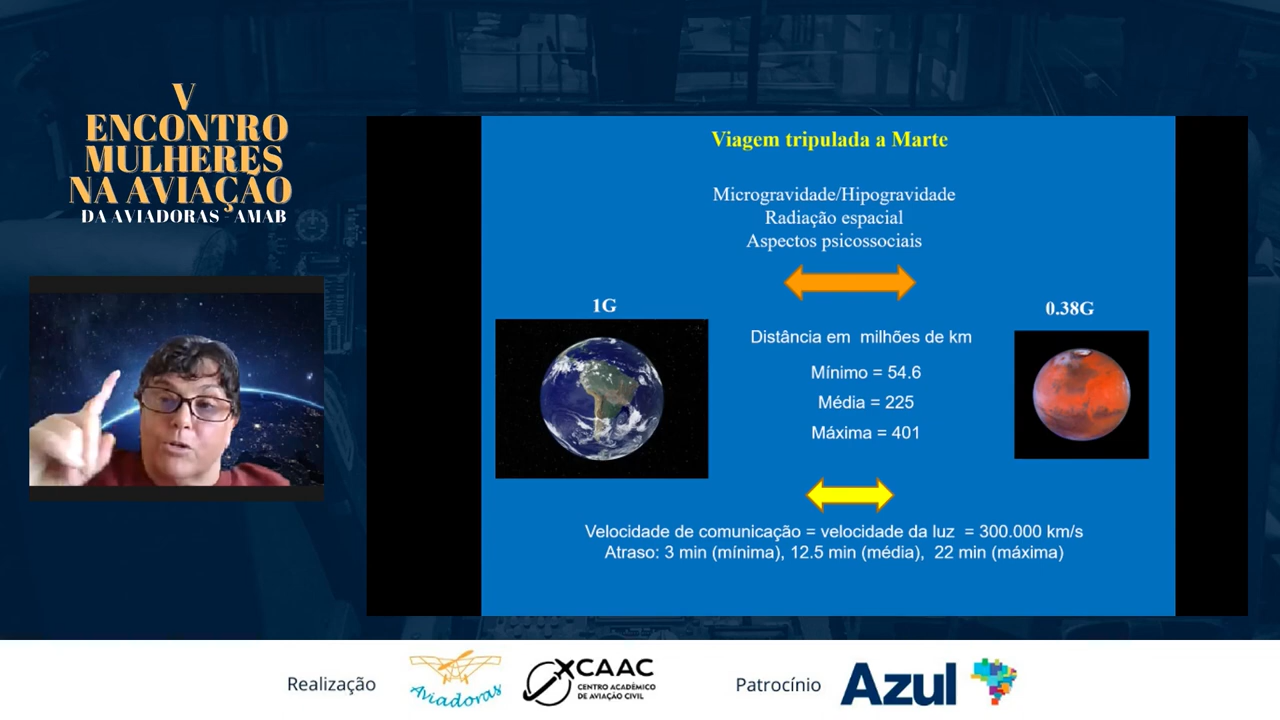 V
ENCONTRO
MULHERES
NA AVIAÇÃO
DA AVIADORAS - AMAB
Viagem tripulada a Marte
Microgravidade/Hipogravidade
Radiação espacial
Aspectos psicossociais
1G
0.38G
Distância em milhões de km
Mínimo = 54.6
Média = 225
Máxima = 401
Velocidade de comunicação = velocidade da luz = 300.000 km/s
Atraso: 3 min (mínima), 12.5 min (média), 22 min (máxima)
Realização
Aviadoras
CAAC
CENTRO ACADÊMICO
DE AVIAÇÃO CIVIL
Patrocínio
Azul